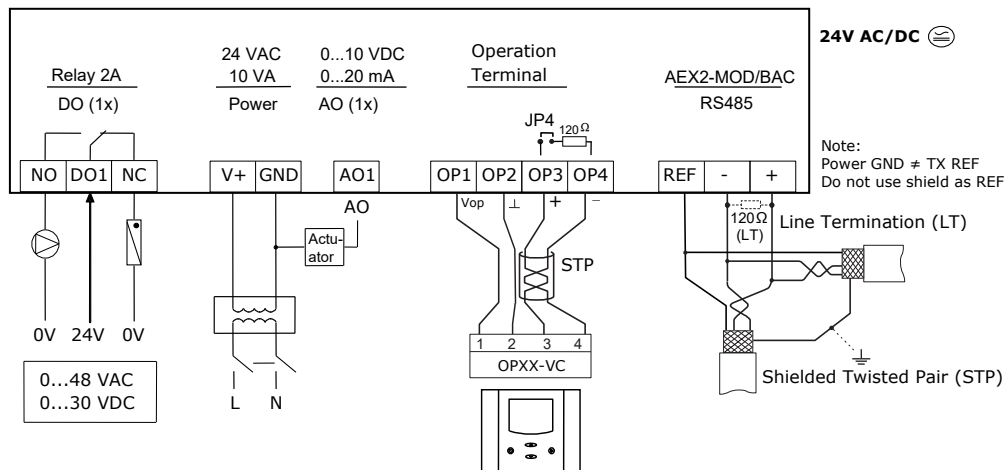 24V AC/DC
Relay 2A
DO (1x)
24 VAC
10 VA
Power
0...10 VDC
0...20 mA
AO (1x)
Operation
Terminal
AEX2-MOD/BAC
RS485
JP4
120Ω
Note:
Power GND ≠ TX REF
Do not use shield as REF
NO DO1 NC
V+ GND
AO1
OP1 OP2 OP3 OP4
REF - +
Vop ⊥ + −
AO
Actu-
ator
STP
120Ω
(LT)
Line Termination (LT)
0V 24V 0V
1 2 3 4
OPXX-VC
Shielded Twisted Pair (STP)
0...48 VAC
0...30 VDC
L N